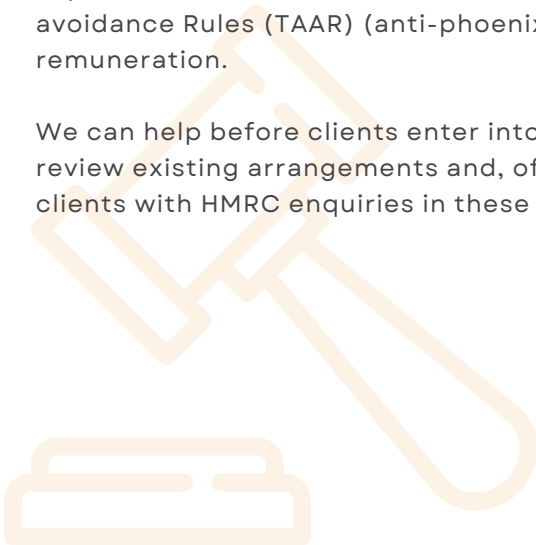 avoidance Rules (TAAR) (anti-phoenix
remuneration.
We can help before clients enter into
review existing arrangements and, of
clients with HMRC enquiries in these